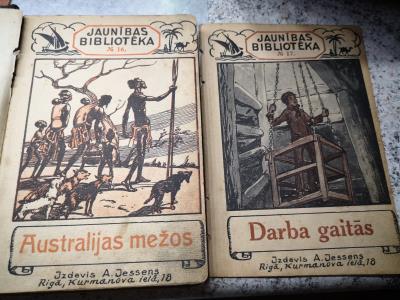 JAUNĪBAS
BIBLIOTĒKA
№ 16.
Australijas mežos
Izdevis A. Jessens
Rīgā, Kurmanova ielā, 18
JAUNĪBAS
BIBLIOTĒKA
№ 17.
Darba gaitās
Izdevis A. Jessens
Rīgā, Kurmanova ielā, 18